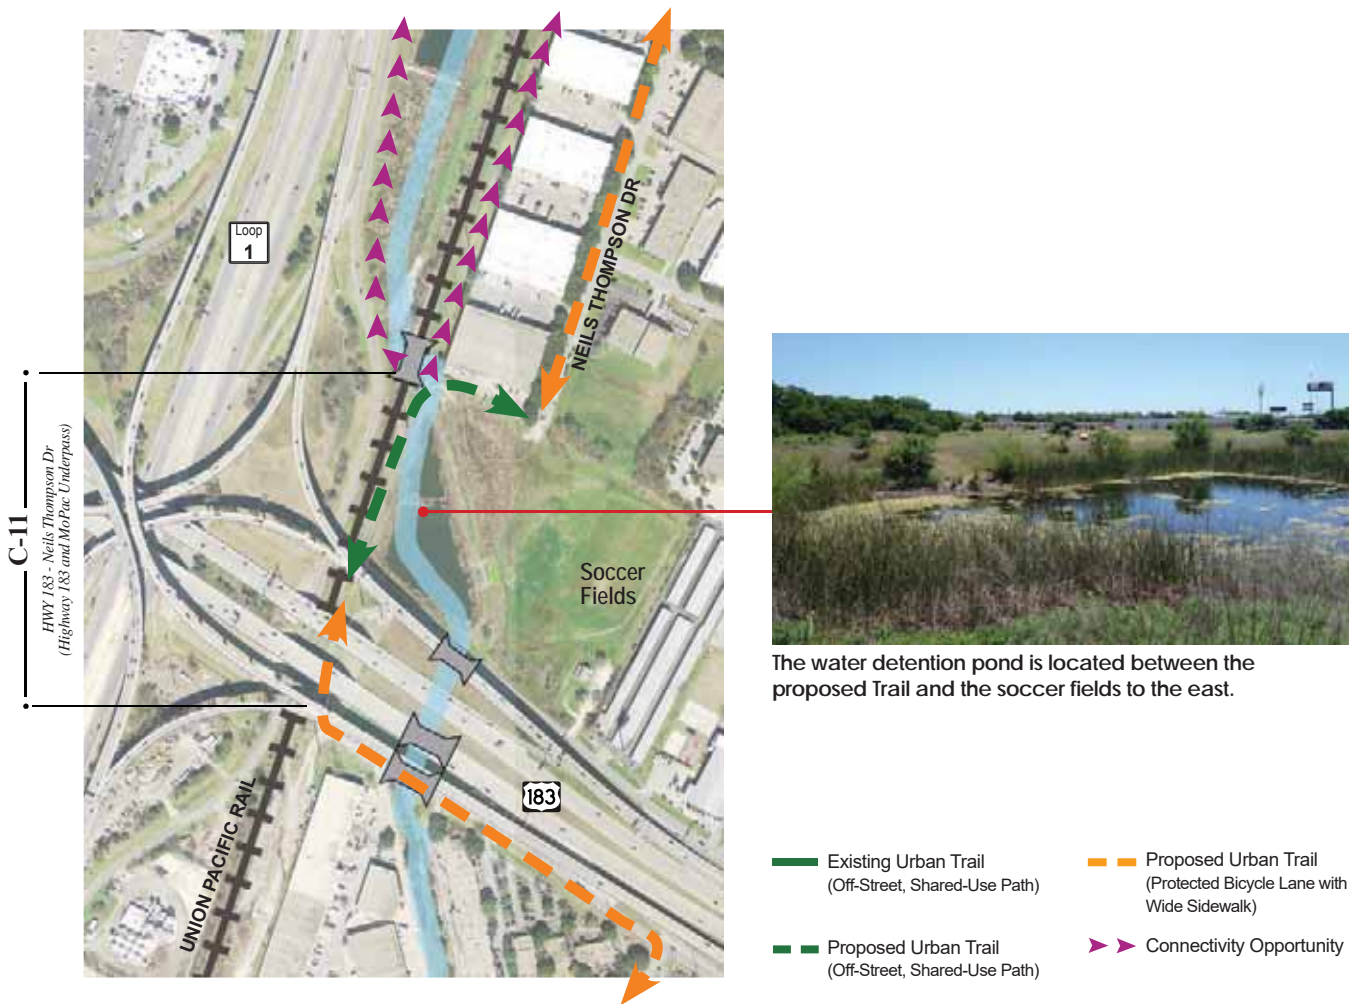 Loop
1
NEILS THOMPSON DR
C-11
HWY 183 - Neils Thompson Dr
(Highway 183 and MoPac Underpass)
Soccer
Fields
183
UNION PACIFIC RAIL
The water detention pond is located between the
proposed Trail and the soccer fields to the east.
Existing Urban Trail
(Off-Street, Shared-Use Path)
Proposed Urban Trail
(Off-Street, Shared-Use Path)
Proposed Urban Trail
(Protected Bicycle Lane with
Wide Sidewalk)
Connectivity Opportunity